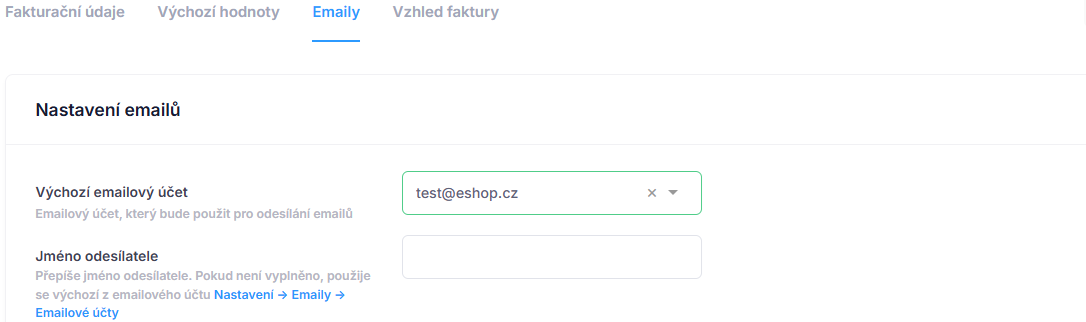 Fakturační údaje Výchozí hodnoty Emaily Vzhled faktury
Nastavení emailů
Výchozí emailový účet
test@eshop.cz
Emailový účet, který bude použit pro odesílání emailů
Jméno odesílatele
Přepíše jméno odesílatele. Pokud není vyplněno, použije
se výchozí z emailového účtu Nastavení → Emaily →
Emailové účty